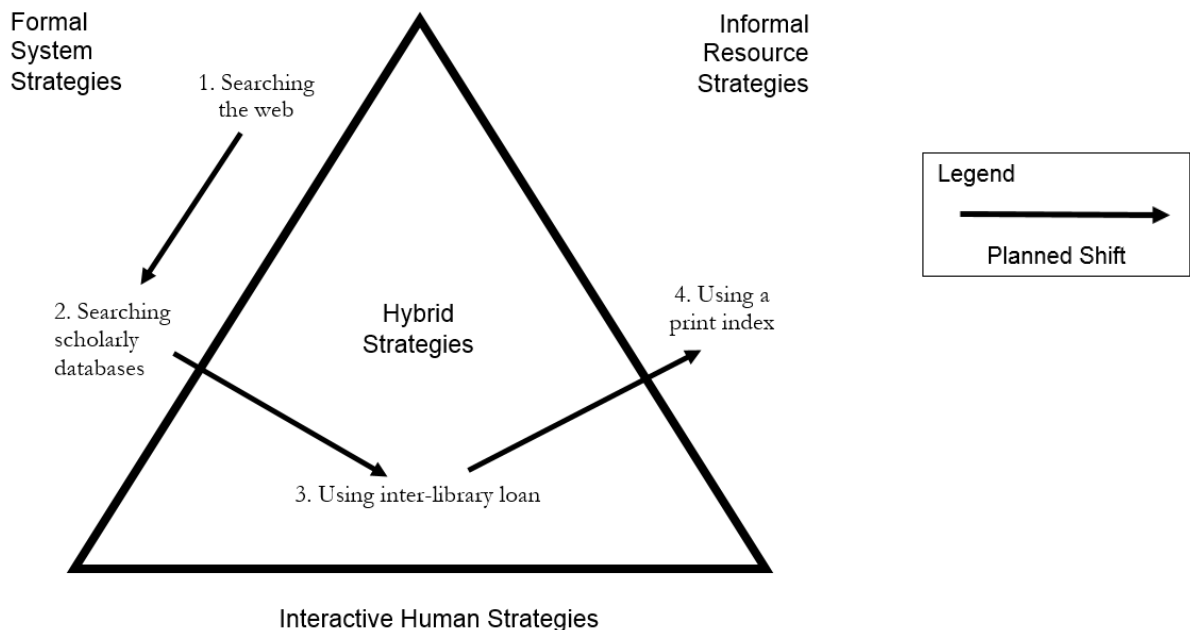 Formal
System
Strategies
Informal
Resource
Strategies
1. Searching
the web
Legend
Planned Shift
2. Searching
scholarly
databases
Hybrid
Strategies
4. Using a
print index
3. Using inter-library loan
Interactive Human Strategies